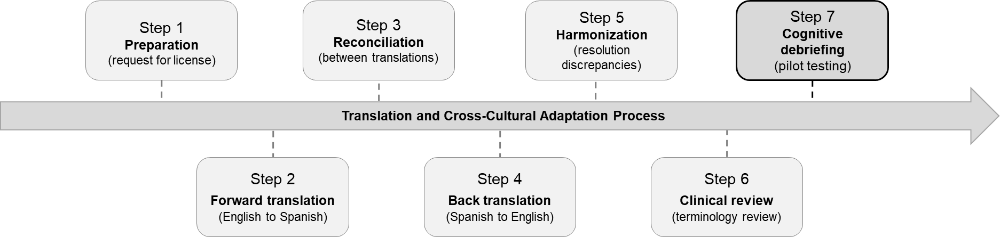 Step 1
Preparation
(request for license)
Step 3
Reconciliation
(between translations)
Step 5
Harmonization
(resolution
discrepancies)
Step 7
Cognitive
debriefing
(pilot testing)
Translation and Cross-Cultural Adaptation Process
Step 2
Forward translation
(English to Spanish)
Step 4
Back translation
(Spanish to English)
Step 6
Clinical review
(terminology review)